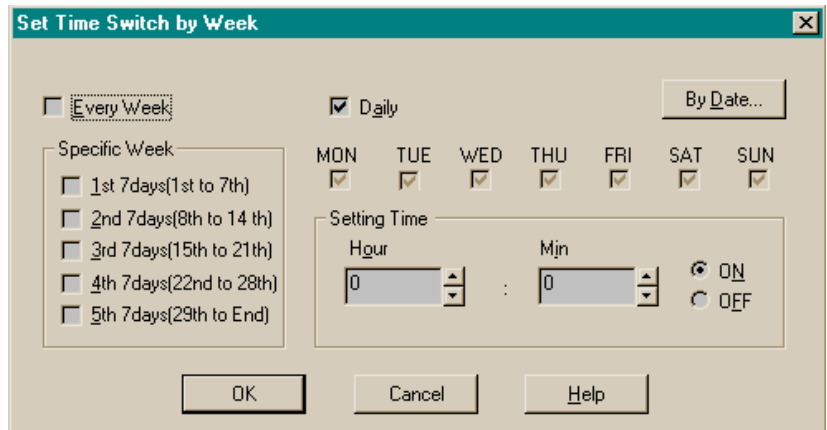 Set Time Switch by Week
Every Week
Daily
By Date...
Specific Week
1st 7days(1st to 7th)
2nd 7days(8th to 14 th)
3rd 7days(15th to 21th)
4th 7days(22nd to 28th)
5th 7days(29th to End)
MON TUE WED THU FRI SAT SUN
Setting Time
Hour Min
0 : 0
ON
OFF
OK Cancel Help